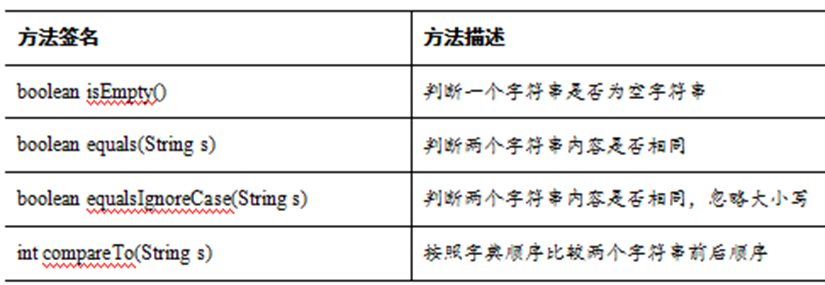 方法签名 方法描述
boolean isEmpty() 判断一个字符串是否为空字符串
boolean equals(String s) 判断两个字符串内容是否相同
boolean equalsIgnoreCase(String s) 判断两个字符串内容是否相同，忽略大小写
int compareTo(String s) 按照字典顺序比较两个字符串前后顺序